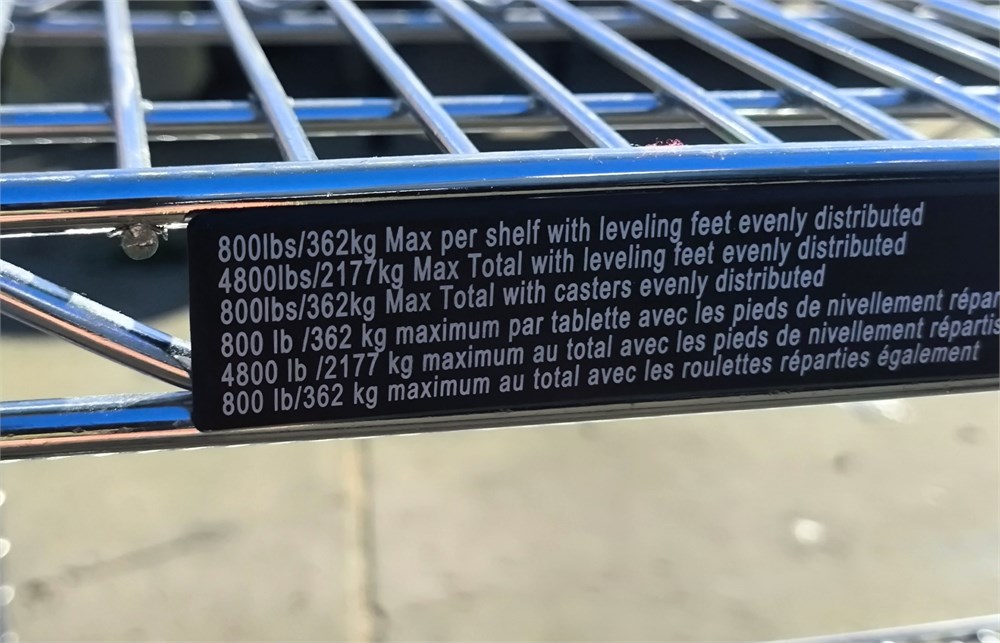 800lbs/362kg Max per shelf with leveling feet evenly distributed
4800lbs/2177kg Max Total with leveling feet evenly distributed
800lbs/362kg Max Total with casters evenly distributed
800 lb /362 kg maximum par tablette avec les pieds de nivellement répar
4800 lb /2177 kg maximum au total avec les pieds de nivellement répartis
800 lb/362 kg maximum au total avec les roulettes réparties également